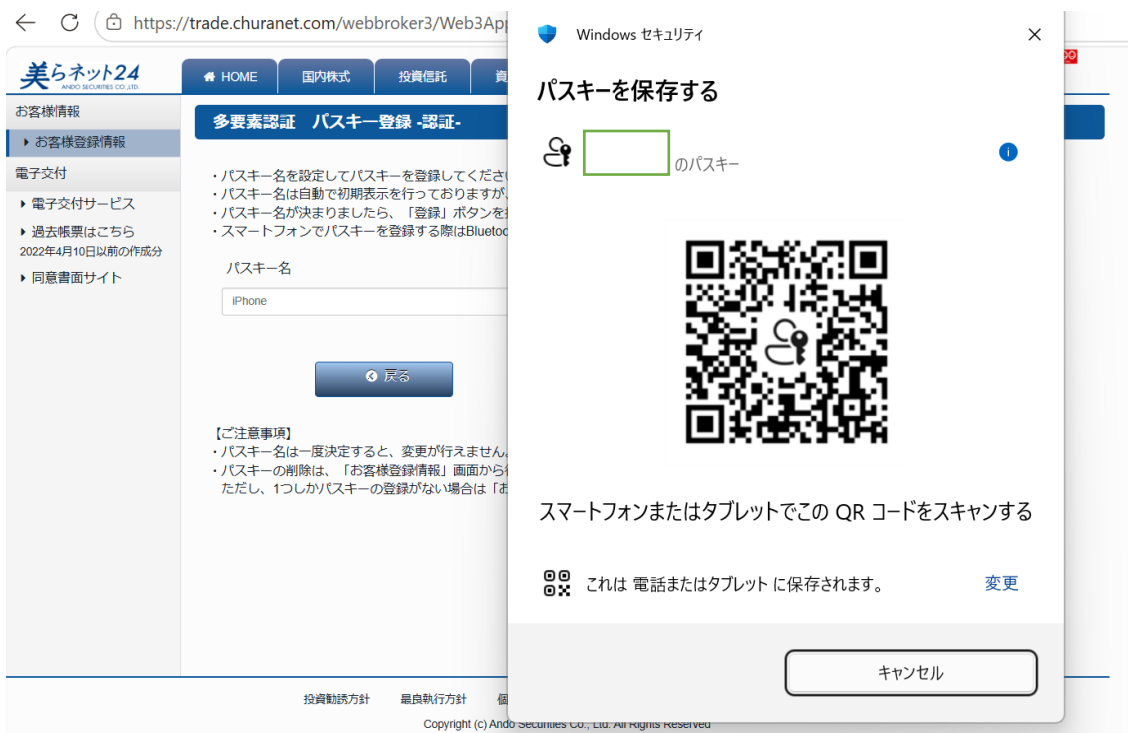 https://trade.churanet.com/webbroker3/Web3App
美らネット24
ANDO SECURITIES CO.,LTD.
HOME
国内株式
投資信託
資
お客様情報
お客様登録情報
電子交付
電子交付サービス
過去帳票はこちら
2022年4月10日以前の作成分
同意書面サイト
多要素認証 パスキー登録 -認証-
・パスキー名を設定してパスキーを登録してくださ
・パスキー名は自動で初期表示を行っておりますが、
・パスキー名が決まりましたら、「登録」ボタンを
・スマートフォンでパスキーを登録する際はBluetoo
パスキー名
iPhone
戻る
【ご注意事項】
・パスキー名は一度決定すると、変更が行えません。
・パスキーの削除は、「お客様登録情報」画面から
ただし、1つしかパスキーの登録がない場合は「お
投資勧誘方針
最良執行方針
個
Copyright (c) Ando Securities Co., Ltd. All Rights Reserved
Windows セキュリティ
パスキーを保存する
のパスキー
スマートフォンまたはタブレットでこの QR コードをスキャンする
これは 電話またはタブレット に保存されます。
変更
キャンセル